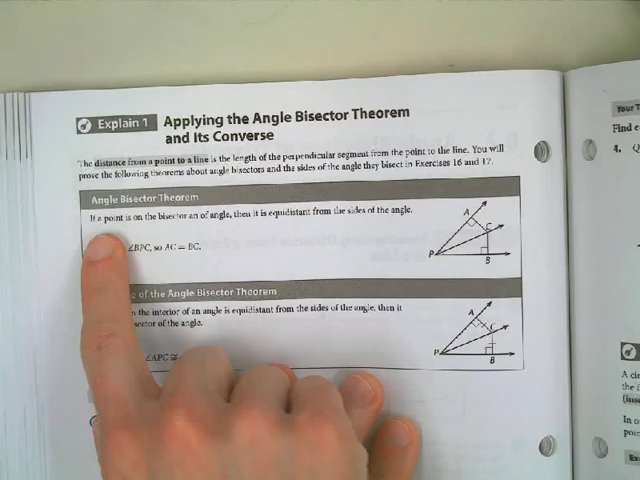 Explain 1 Applying the Angle Bisector Theorem
and Its Converse
The distance from a point to a line is the length of the perpendicular segment from the point to the line. You will
prove the following theorems about angle bisectors and the sides of the angle they bisect in Exercises 16 and 17.
Angle Bisector Theorem
If a point is on the bisector an of angle, then it is equidistant from the sides of the angle.
∠BPC, so AC = BC.
A
C
P
B
of the Angle Bisector Theorem
the interior of an angle is equidistant from the sides of the angle, then it
of the angle.
∠APC ≅
A
C
P
B
Your T
Find
4.
A cir
the
In